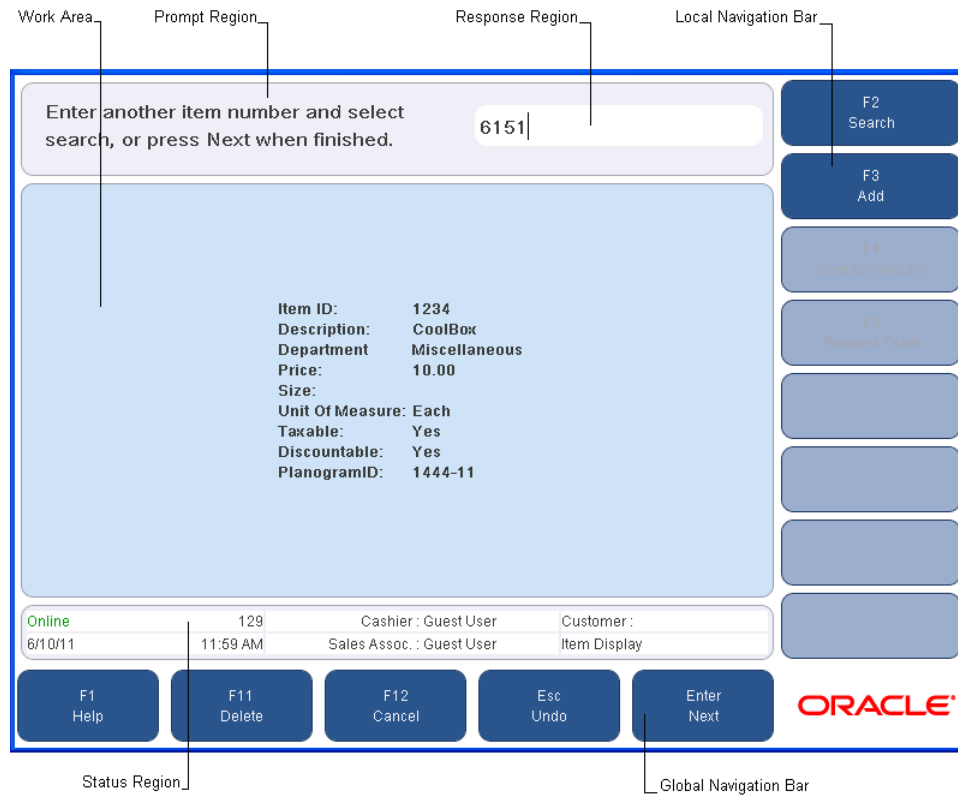 Work Area
Prompt Region
Response Region
Local Navigation Bar
Enter another item number and select
search, or press Next when finished.
6151
F2
Search
F3
Add
F4
Inventory Inquiry
F5
Request Ticket
Item ID: 1234
Description: CoolBox
Department Miscellaneous
Price: 10.00
Size:
Unit Of Measure: Each
Taxable: Yes
Discountable: Yes
PlanogramID: 1444-11
Online 129 Cashier : Guest User Customer :
6/10/11 11:59 AM Sales Assoc. : Guest User Item Display
F1
Help
F11
Delete
F12
Cancel
Esc
Undo
Enter
Next
ORACLE
Status Region
Global Navigation Bar